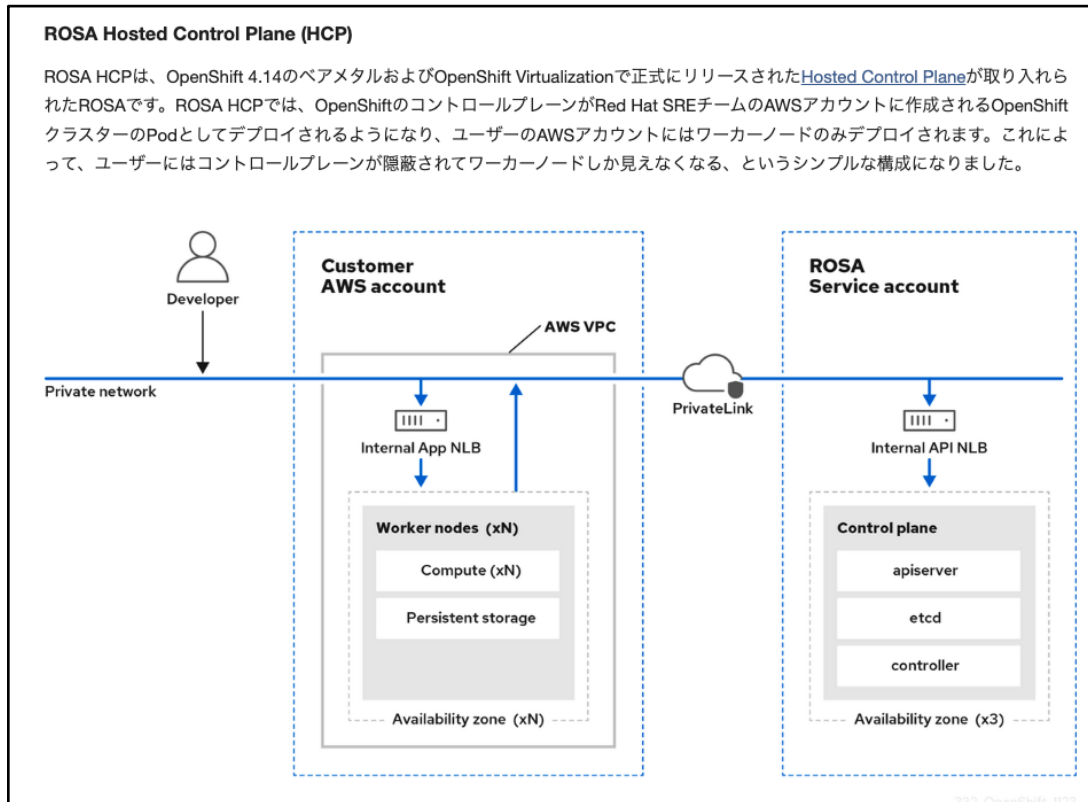 ROSA Hosted Control Plane (HCP)
ROSA HCPは、OpenShift 4.14のベアメタルおよびOpenShift Virtualizationで正式にリリースされたHosted Control Planeが取り入れら
れたROSAです。ROSA HCPでは、OpenShiftのコントロールプレーンがRed Hat SREチームのAWSアカウントに作成されるOpenShift
クラスターのPodとしてデプロイされるようになり、ユーザーのAWSアカウントにはワーカーノードのみデプロイされます。これによ
って、ユーザーにはコントロールプレーンが隠蔽されてワーカーノードしか見えなくなる、というシンプルな構成になりました。
Developer
Customer
AWS account
ROSA
Service account
AWS VPC
Private network
PrivateLink
Internal App NLB
Internal API NLB
Worker nodes (xN)
Compute (xN)
Persistent storage
Availability zone (xN)
Control plane
apiserver
etcd
controller
Availability zone (x3)